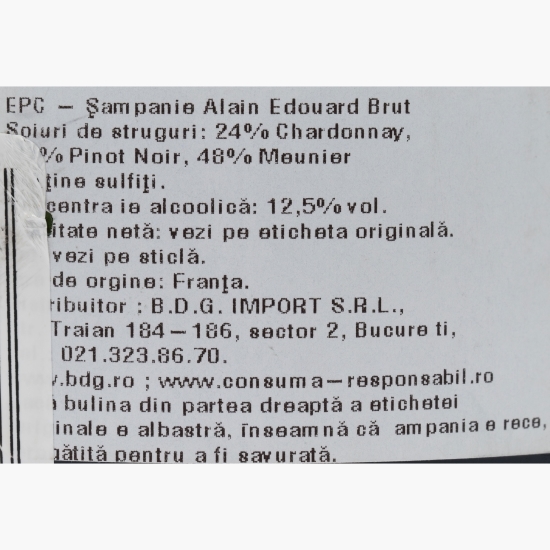 EPC – Şampanie Alain Edouard Brut
Soiuri de struguri: 24% Chardonnay,
% Pinot Noir, 48% Meunier
ţine sulfiţi.
centra ie alcoolică: 12,5% vol.
itate netă: vezi pe eticheta originală.
vezi pe sticlă.
de orgine: Franţa.
ribuitor : B.D.G. IMPORT S.R.L.,
Traian 184–186, sector 2, Bucure ti,
021.323.86.70.
.bdg.ro ; www.consuma–responsabil.ro
bulina din partea dreaptă a etichetei
inale e albastră, înseamnă că ampania e rece,
gătită pentru a fi savurată.